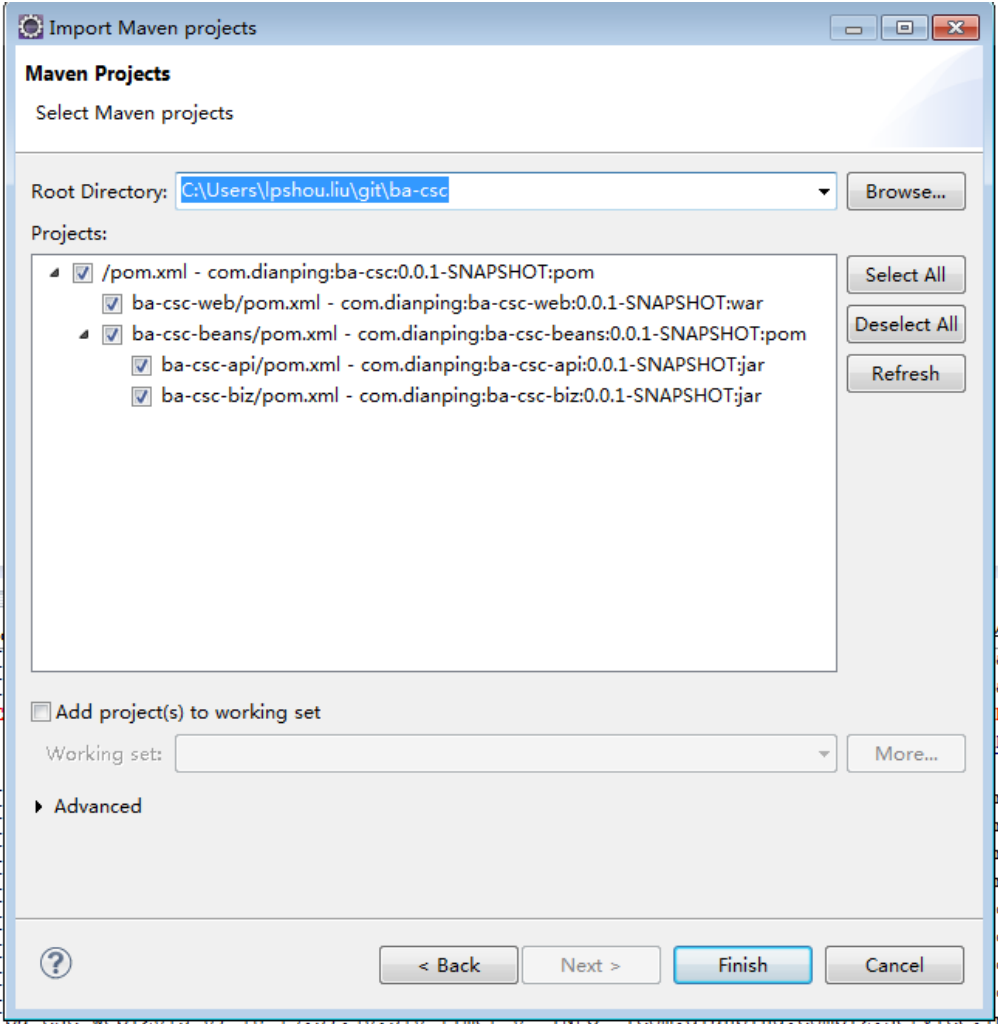 Import Maven projects
Maven Projects
Select Maven projects
Root Directory: C:\Users\lpshou.liu\git\ba-csc Browse...
Projects:
/pom.xml - com.dianping:ba-csc:0.0.1-SNAPSHOT:pom
ba-csc-web/pom.xml - com.dianping:ba-csc-web:0.0.1-SNAPSHOT:war
ba-csc-beans/pom.xml - com.dianping:ba-csc-beans:0.0.1-SNAPSHOT:pom
ba-csc-api/pom.xml - com.dianping:ba-csc-api:0.0.1-SNAPSHOT:jar
ba-csc-biz/pom.xml - com.dianping:ba-csc-biz:0.0.1-SNAPSHOT:jar
Select All
Deselect All
Refresh
Add project(s) to working set
Working set: More...
Advanced
? < Back Next > Finish Cancel